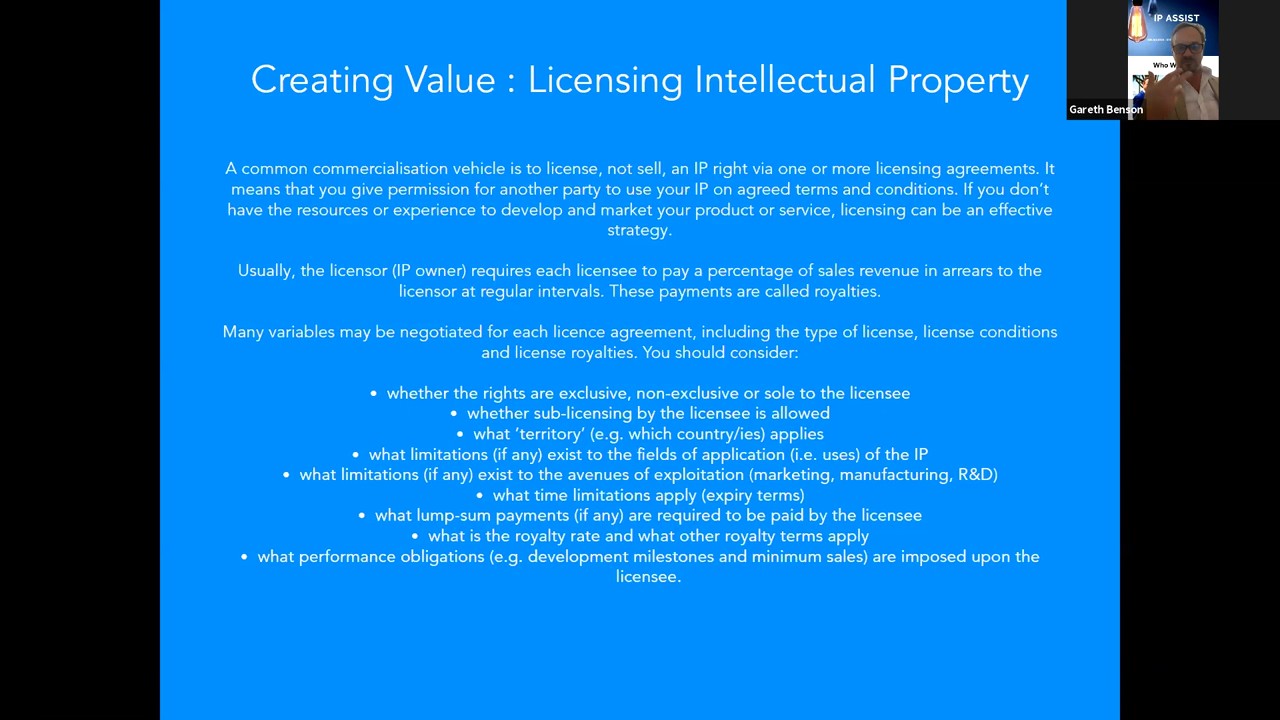 Creating Value : Licensing Intellectual Property
IP ASSIST
Who W
Gareth Benson
A common commercialisation vehicle is to license, not sell, an IP right via one or more licensing agreements. It
means that you give permission for another party to use your IP on agreed terms and conditions. If you don't
have the resources or experience to develop and market your product or service, licensing can be an effective
strategy.
Usually, the licensor (IP owner) requires each licensee to pay a percentage of sales revenue in arrears to the
licensor at regular intervals. These payments are called royalties.
Many variables may be negotiated for each licence agreement, including the type of license, license conditions
and license royalties. You should consider:
• whether the rights are exclusive, non-exclusive or sole to the licensee
• whether sub-licensing by the licensee is allowed
• what ‘territory’ (e.g. which country/ies) applies
• what limitations (if any) exist to the fields of application (i.e. uses) of the IP
• what limitations (if any) exist to the avenues of exploitation (marketing, manufacturing, R&D)
• what time limitations apply (expiry terms)
• what lump-sum payments (if any) are required to be paid by the licensee
• what is the royalty rate and what other royalty terms apply
• what performance obligations (e.g. development milestones and minimum sales) are imposed upon the
licensee.